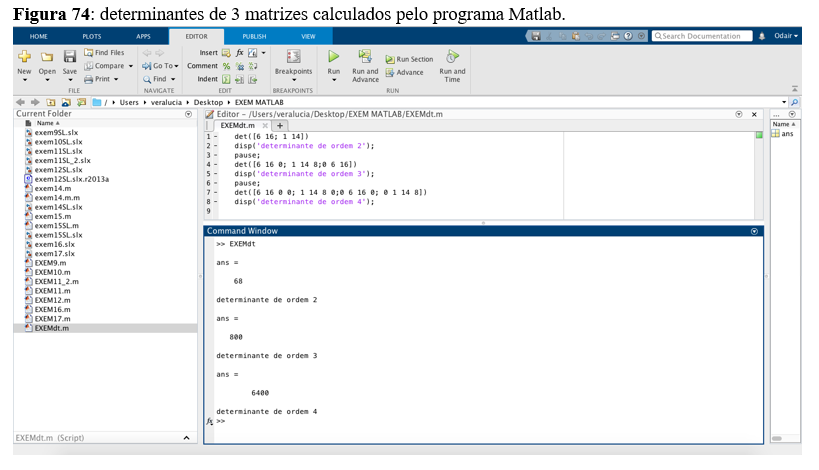 Figura 74: determinantes de 3 matrizes calculados pelo programa Matlab.
HOME PLOTS APPS EDITOR PUBLISH VIEW Search Documentation Odair
New Open Save Find Files Compare Print Go To Find Insert fx Comment % Indent Breakpoints Run Run and Advance Run Section Advance Run and Time
FILE NAVIGATE EDIT BREAKPOINTS RUN
/ Users veralucia Desktop EXEM MATLAB
Current Folder
Name
exem9SL.slx
exem10SL.slx
exem11SL.slx
exem11SL_2.slx
exem12SL.slx
exem12SL.slx.r2013a
exem14.m
exem14.m.m
exem14SL.slx
exem15.m
exem15SL.m
exem15SL.slx
exem16.slx
exem17.slx
EXEM9.m
EXEM10.m
EXEM11_2.m
EXEM11.m
EXEM12.m
EXEM16.m
EXEM17.m
EXEMdt.m
EXEMdt.m (Script)
Editor - /Users/veralucia/Desktop/EXEM MATLAB/EXEMdt.m
EXEMdt.m
1 - det([6 16; 1 14])
2 - disp('determinante de ordem 2');
3 - pause;
4 - det([6 16 0; 1 14 8;0 6 16])
5 - disp('determinante de ordem 3');
6 - pause;
7 - det([6 16 0 0; 1 14 8 0;0 6 16 0; 0 1 14 8])
8 - disp('determinante de ordem 4');
9
Command Window
>> EXEMdt
ans =
68
determinante de ordem 2
ans =
800
determinante de ordem 3
ans =
6400
determinante de ordem 4
fx >>
...
Name
ans